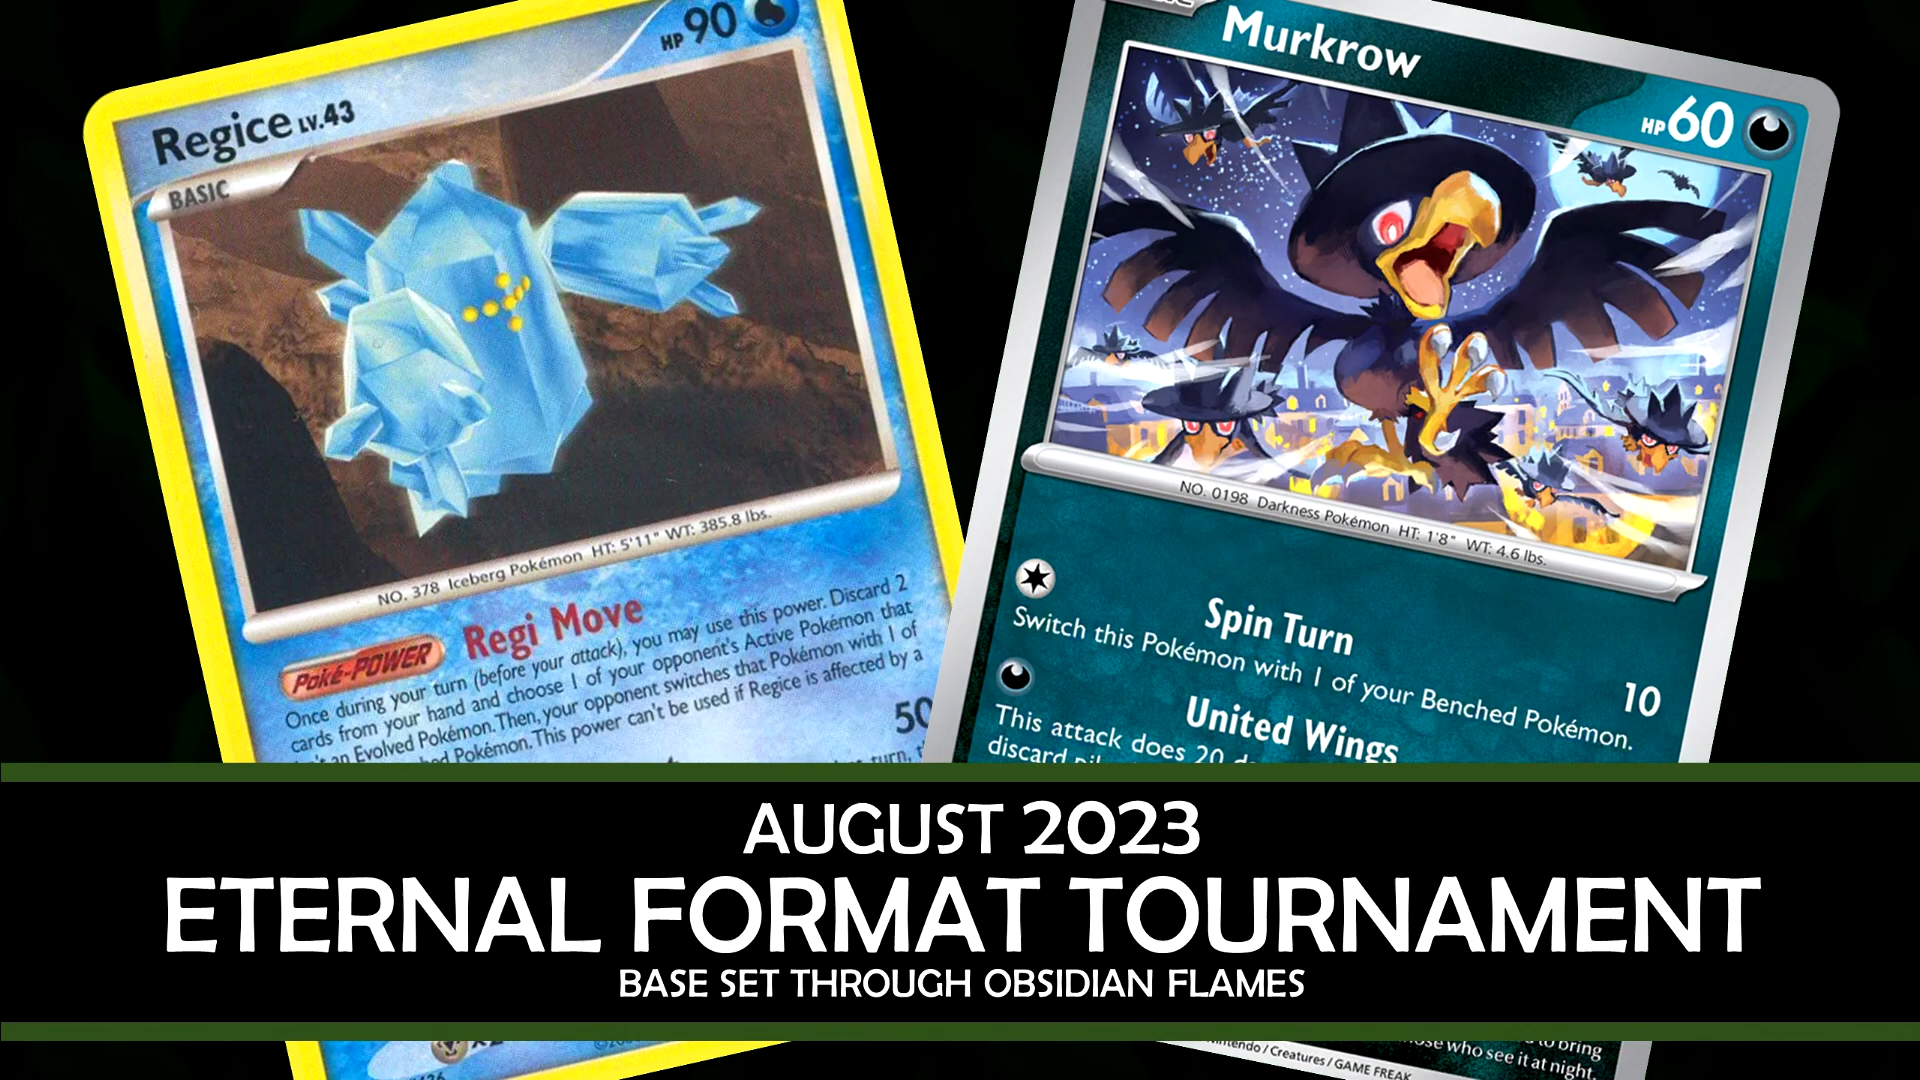 HP 90
Regice LV.43
BASIC
NO. 378 Iceberg Pokémon HT: 5'11" WT: 385.8 lbs.
Poké-POWER Regi Move
Once during your turn (before your attack), you may use this power. Discard 2
cards from your hand and choose 1 of your opponent's Active Pokémon that
an Evolved Pokémon. Then, your opponent switches that Pokémon with 1 of
Pokémon. This power can't be used if Regice is affected by a
50
turn,
Murkrow
HP 60
NO. 0198 Darkness Pokémon HT: 1'8" WT: 4.6 lbs.
Spin Turn
Switch this Pokémon with 1 of your Benched Pokémon.
10
United Wings
This attack does 20
discard
AUGUST 2023
ETERNAL FORMAT TOURNAMENT
BASE SET THROUGH OBSIDIAN FLAMES
x2
to bring
who see it at night.
/ Creatures / GAME FREAK